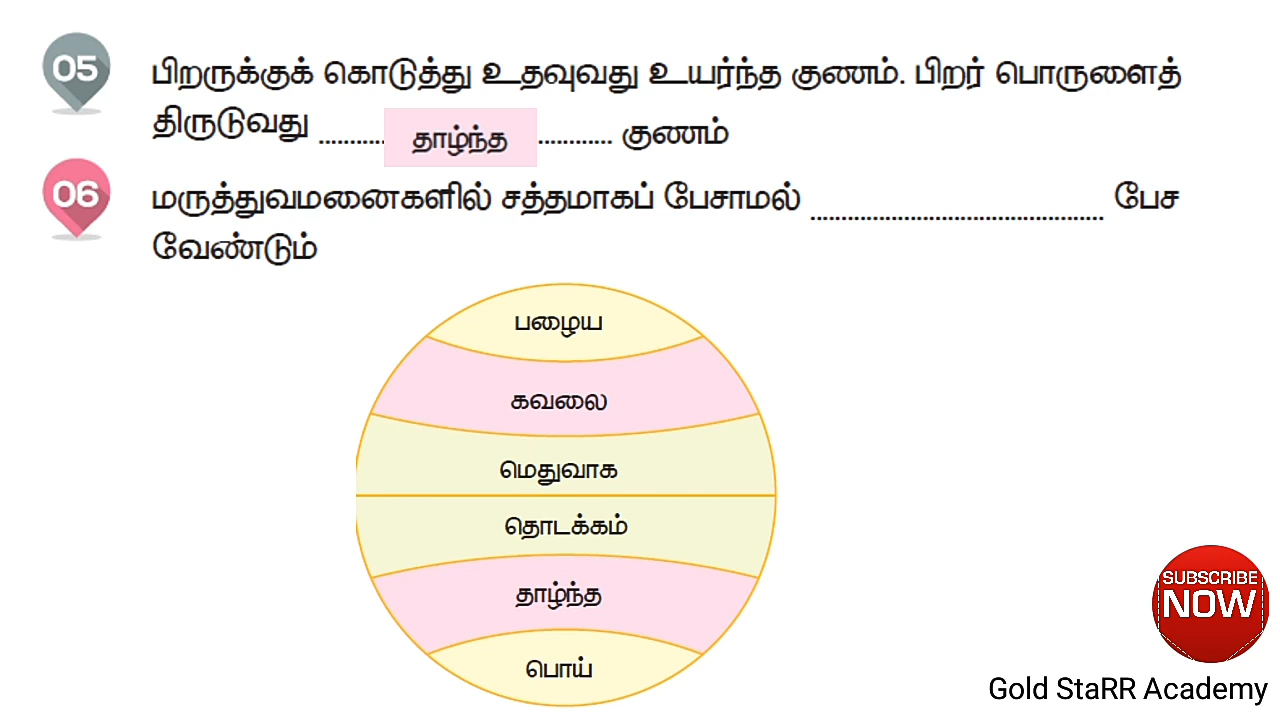 05 பிறருக்குக் கொடுத்து உதவுவது உயர்ந்த குணம். பிறர் பொருளைத்
திருடுவது ........... தாழ்ந்த ............ குணம்
06 மருத்துவமனைகளில் சத்தமாகப் பேசாமல் ................................................ பேச
வேண்டும்
பழைய
கவலை
மெதுவாக
தொடக்கம்
தாழ்ந்த
பொய்
SUBSCRIBE
NOW
Gold StaRR Academy